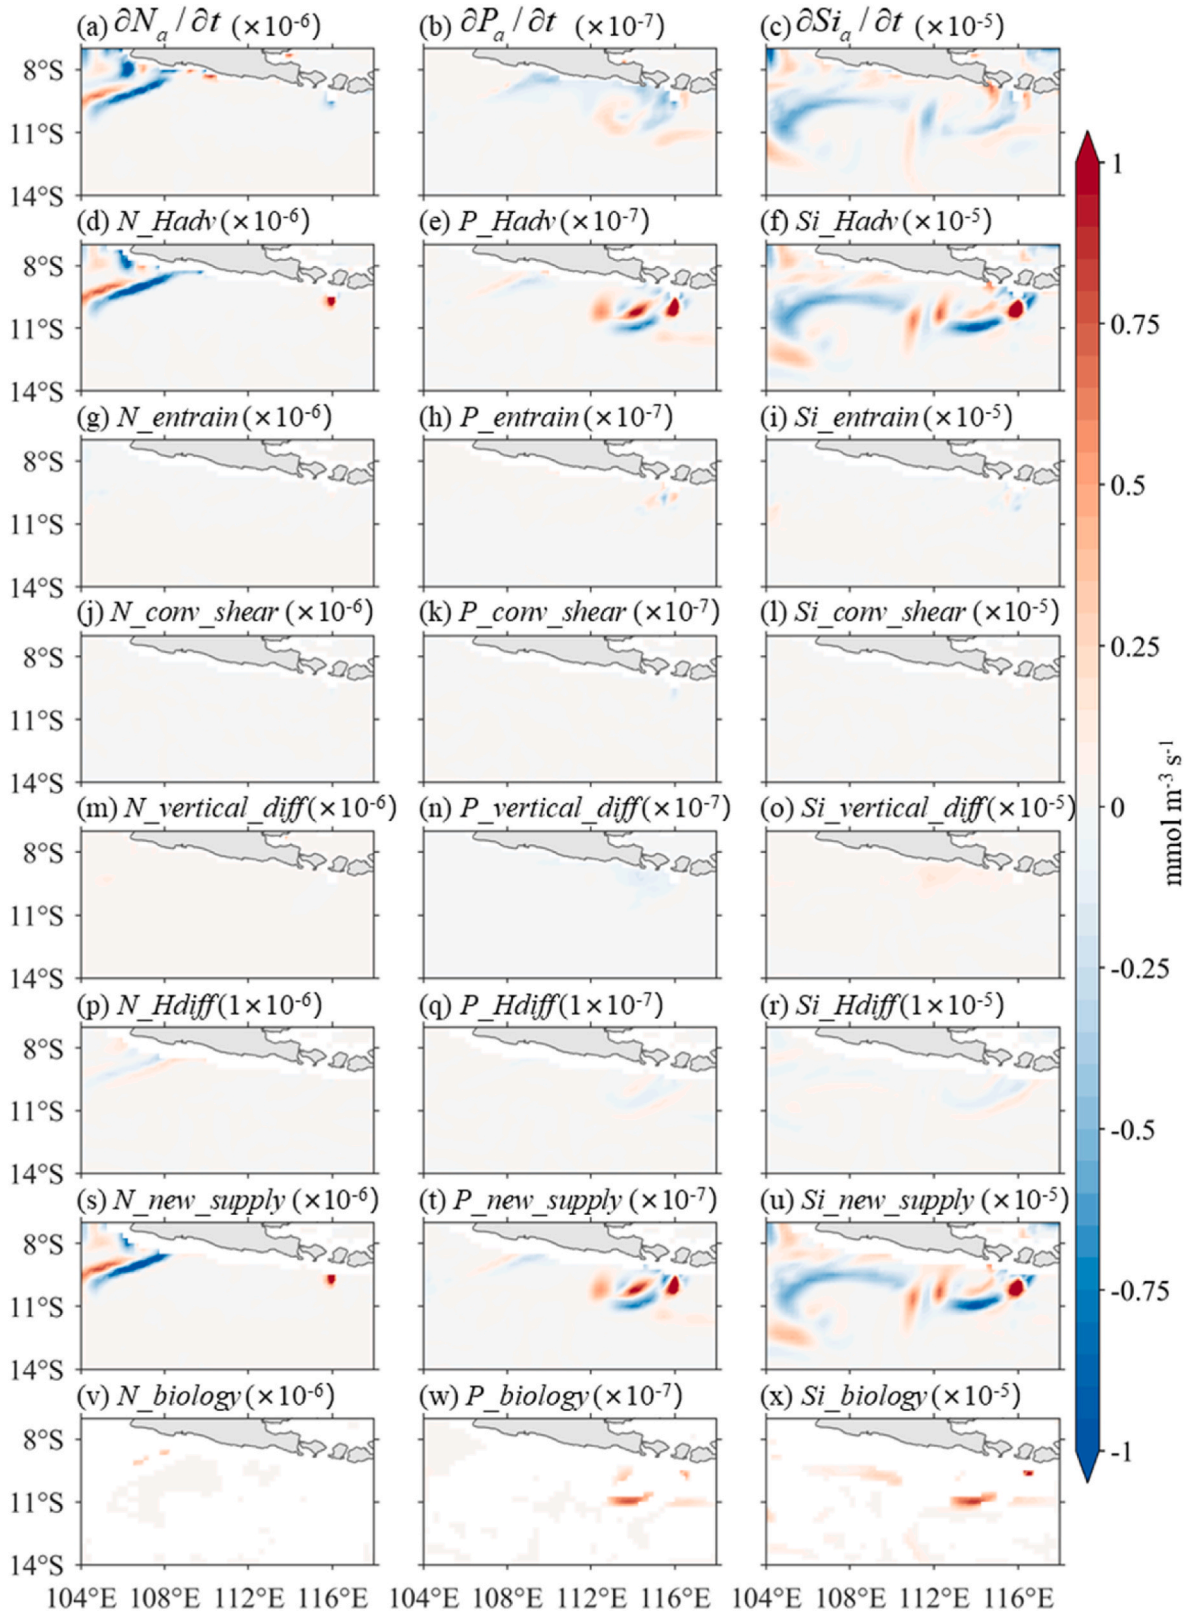 (a) ∂Nₐ / ∂t (×10⁻⁶) (b) ∂Pₐ / ∂t (×10⁻⁷) (c) ∂Siₐ / ∂t (×10⁻⁵)
8°S
11°S
14°S
(d) N_Hadv (×10⁻⁶) (e) P_Hadv (×10⁻⁷) (f) Si_Hadv (×10⁻⁵)
8°S
11°S
14°S
(g) N_entrain (×10⁻⁶) (h) P_entrain (×10⁻⁷) (i) Si_entrain (×10⁻⁵)
8°S
11°S
14°S
(j) N_conv_shear (×10⁻⁶) (k) P_conv_shear (×10⁻⁷) (l) Si_conv_shear (×10⁻⁵)
8°S
11°S
14°S
(m) N_vertical_diff (×10⁻⁶) (n) P_vertical_diff (×10⁻⁷) (o) Si_vertical_diff (×10⁻⁵)
8°S
11°S
14°S
(p) N_Hdiff (1×10⁻⁶) (q) P_Hdiff (1×10⁻⁷) (r) Si_Hdiff (1×10⁻⁵)
8°S
11°S
14°S
(s) N_new_supply (×10⁻⁶) (t) P_new_supply (×10⁻⁷) (u) Si_new_supply (×10⁻⁵)
8°S
11°S
14°S
(v) N_biology (×10⁻⁶) (w) P_biology (×10⁻⁷) (x) Si_biology (×10⁻⁵)
8°S
11°S
14°S
104°E 108°E 112°E 116°E 104°E 108°E 112°E 116°E 104°E 108°E 112°E 116°E
1
0.75
0.5
0.25
0
-0.25
-0.5
-0.75
-1
mmol m⁻³ s⁻¹